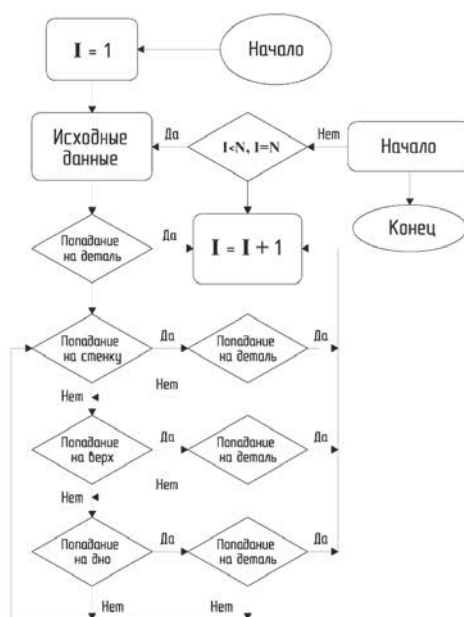 I = 1
Начало
Исходные
данные
Да
I<N, I=N
Нет
Начало
Попадание
на деталь
Да
I = I + 1
Конец
Попадание
на стенку
Да
Попадание
на деталь
Да
Нет
Нет
Попадание
на верх
Да
Попадание
на деталь
Да
Нет
Нет
Попадание
на дно
Да
Попадание
на деталь
Да
Нет
Нет